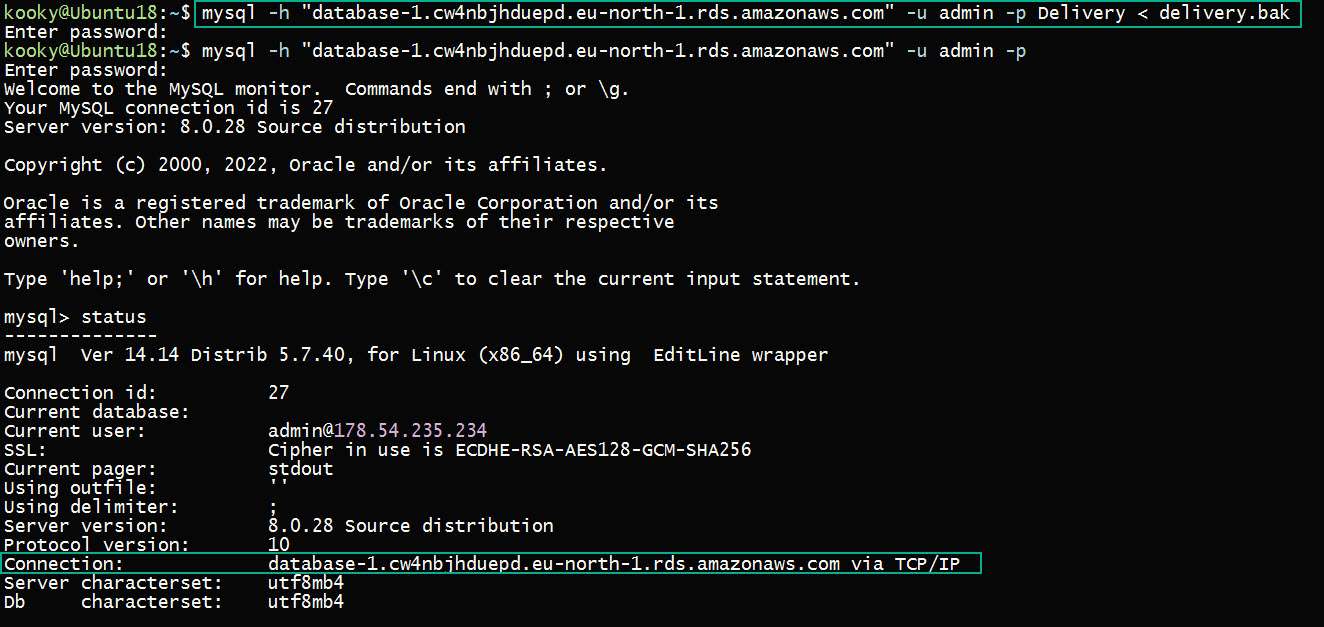 kooky@Ubuntu18:~$ mysql -h "database-1.cw4nbjhduepd.eu-north-1.rds.amazonaws.com" -u admin -p Delivery < delivery.bak
Enter password:
kooky@Ubuntu18:~$ mysql -h "database-1.cw4nbjhduepd.eu-north-1.rds.amazonaws.com" -u admin -p
Enter password:
Welcome to the MySQL monitor.  Commands end with ; or \g.
Your MySQL connection id is 27
Server version: 8.0.28 Source distribution

Copyright (c) 2000, 2022, Oracle and/or its affiliates.

Oracle is a registered trademark of Oracle Corporation and/or its
affiliates. Other names may be trademarks of their respective
owners.

Type 'help;' or '\h' for help. Type '\c' to clear the current input statement.

mysql> status
--------------
mysql  Ver 14.14 Distrib 5.7.40, for Linux (x86_64) using  EditLine wrapper

Connection id:          27
Current database:
Current user:           admin@178.54.235.234
SSL:                    Cipher in use is ECDHE-RSA-AES128-GCM-SHA256
Current pager:          stdout
Using outfile:          ''
Using delimiter:        ;
Server version:         8.0.28 Source distribution
Protocol version:       10
Connection:             database-1.cw4nbjhduepd.eu-north-1.rds.amazonaws.com via TCP/IP
Server characterset:    utf8mb4
Db     characterset:    utf8mb4